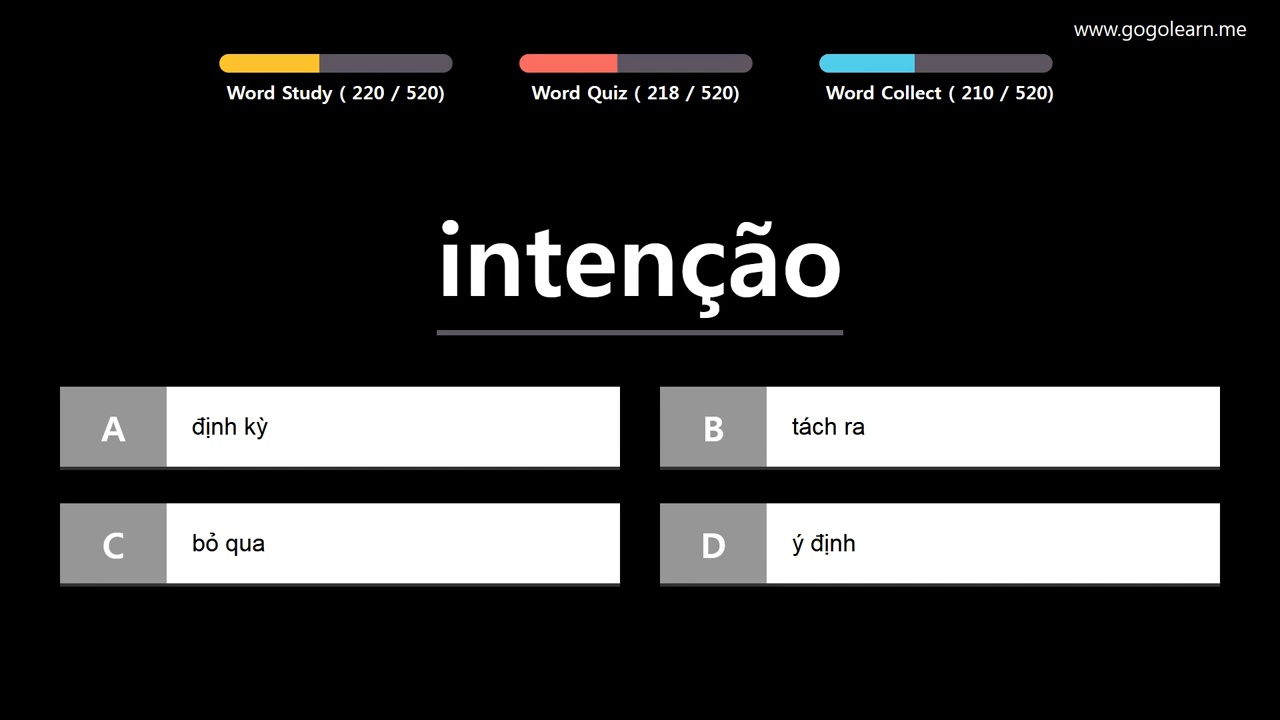 www.gogolearn.me
Word Study ( 220 / 520)
Word Quiz ( 218 / 520)
Word Collect ( 210 / 520)
intenção
A định kỳ
B tách ra
C bỏ qua
D ý định